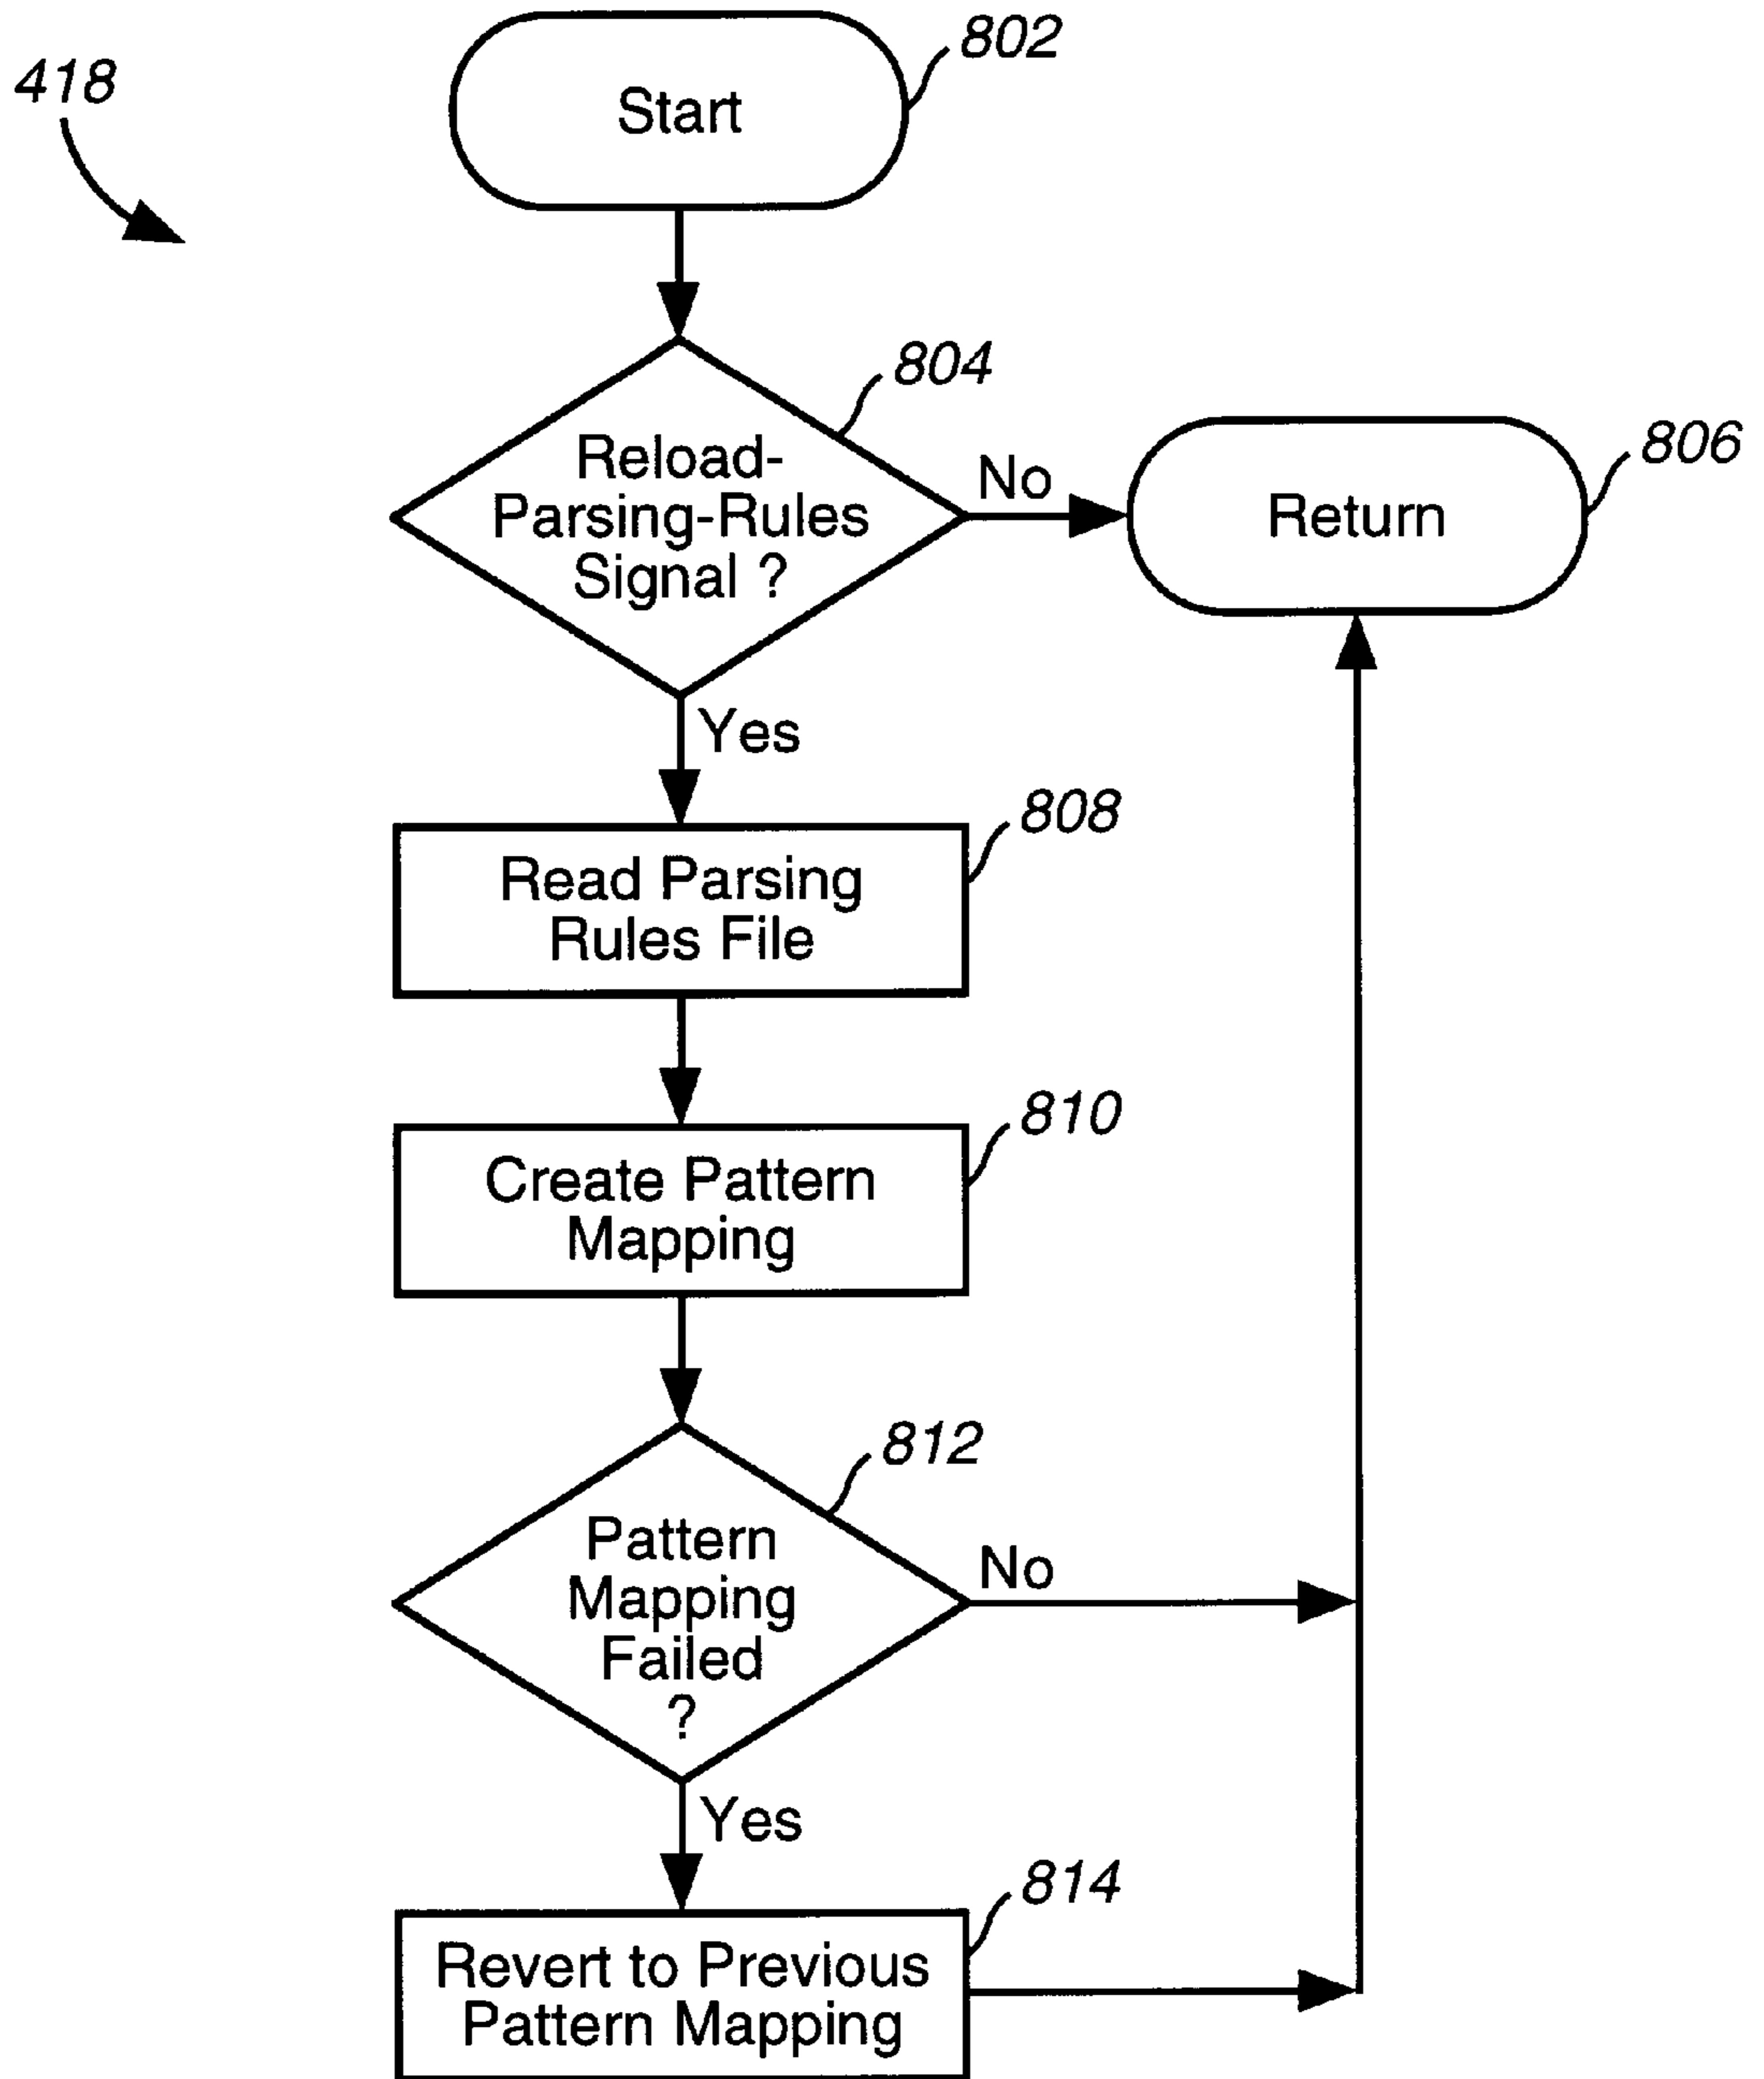 418
802
Start
804
Reload-
Parsing-Rules
Signal ?
No
806
Return
Yes
808
Read Parsing
Rules File
810
Create Pattern
Mapping
812
Pattern
Mapping
Failed
?
No
Yes
814
Revert to Previous
Pattern Mapping